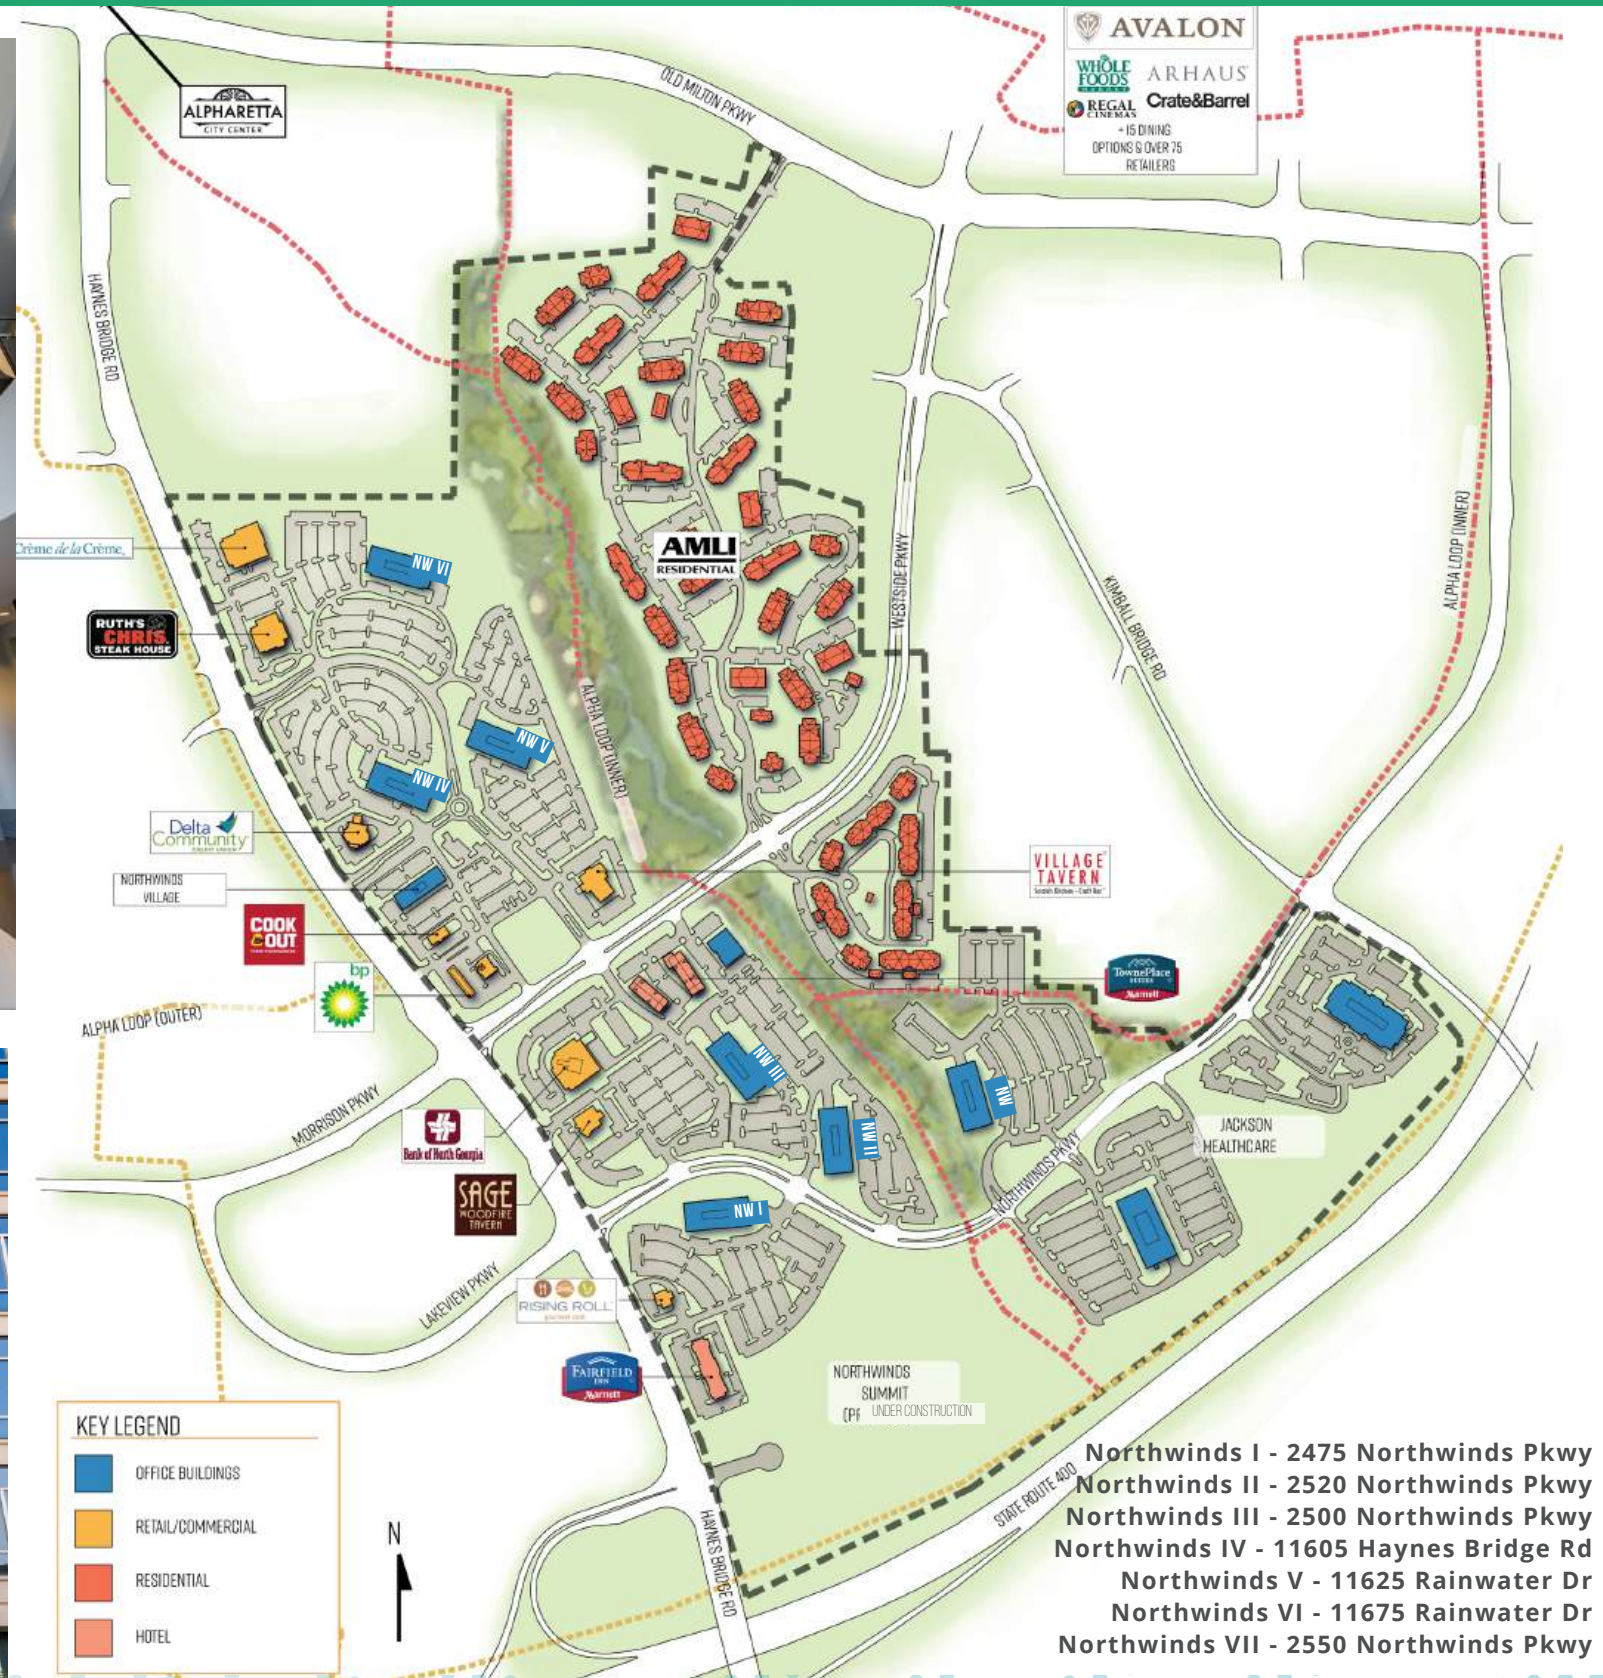 AVALON
WHOLE
FOODS
MARKET
ARHAUS
REGAL
CINEMAS
Crate&Barrel
+15 DINING
OPTIONS & OVER 75
RETAILERS
ALPHARETTA
CITY CENTER
OLD MILTON PKWY
HAYNES BRIDGE RD
Crème de la Crème
NW VI
AMLI
RESIDENTIAL
WESTSIDE PKWY
KIMBALL BRIDGE RD
ALPHA LOOP (INNER)
RUTH'S
CHRIS
STEAK HOUSE
ALPHA LOOP (INNER)
NW V
NW IV
Delta
Community
CREDIT UNION
NORTHWINDS
VILLAGE
VILLAGE
TAVERN
COOK
OUT
bp
TownePlace
SUITES
Marriott
ALPHA LOOP (OUTER)
NW III
NW
NW II
MORRISON PKWY
Bank of North Georgia
JACKSON
HEALTHCARE
NORTHWINDS PKWY
SAGE
WOODFIRE
TAVERN
NW I
LAKEVIEW PKWY
RISING ROLL
gourmet café
FAIRFIELD
INN
Marriott
NORTHWINDS
SUMMIT
UNDER CONSTRUCTION
KEY LEGEND
OFFICE BUILDINGS
RETAIL/COMMERCIAL
RESIDENTIAL
HOTEL
N
HAYNES BRIDGE RD
STATE ROUTE 400
Northwinds I - 2475 Northwinds Pkwy
Northwinds II - 2520 Northwinds Pkwy
Northwinds III - 2500 Northwinds Pkwy
Northwinds IV - 11605 Haynes Bridge Rd
Northwinds V - 11625 Rainwater Dr
Northwinds VI - 11675 Rainwater Dr
Northwinds VII - 2550 Northwinds Pkwy